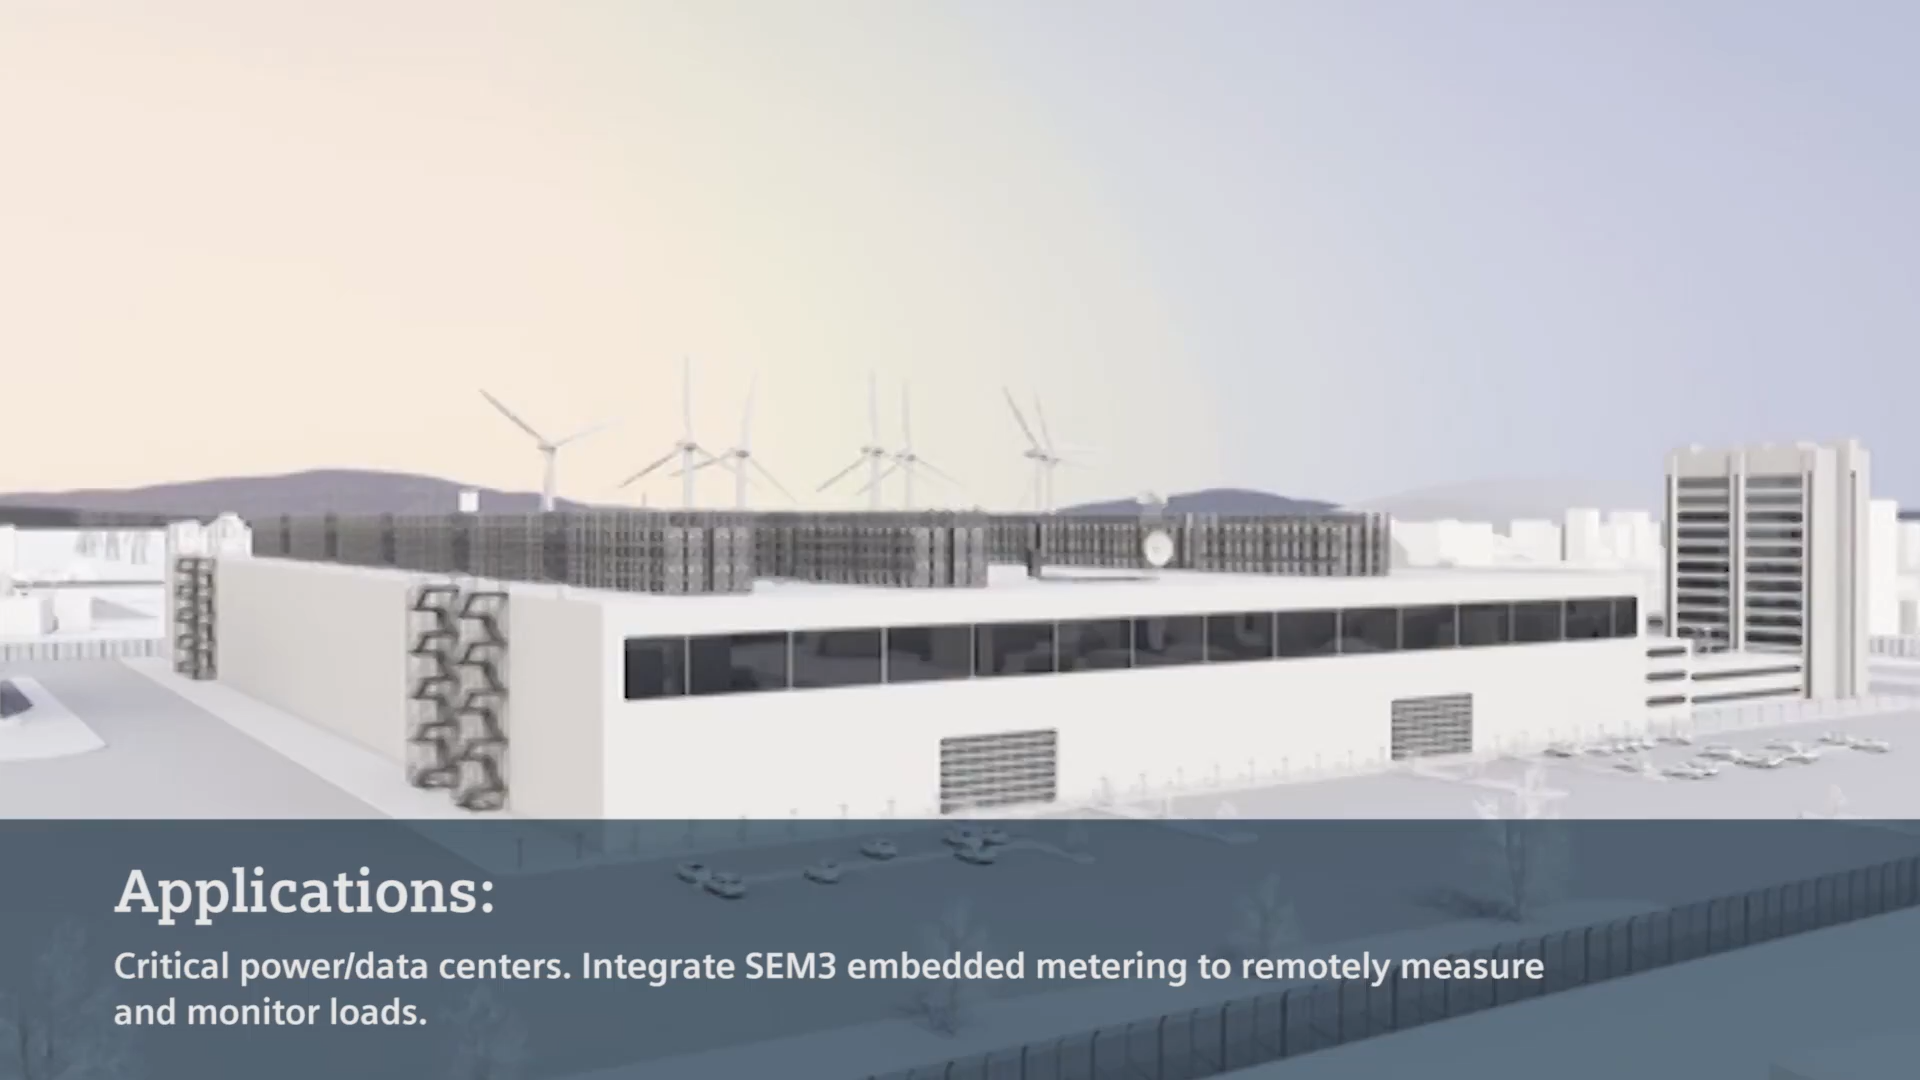 Applications:
Critical power/data centers. Integrate SEM3 embedded metering to remotely measure
and monitor loads.